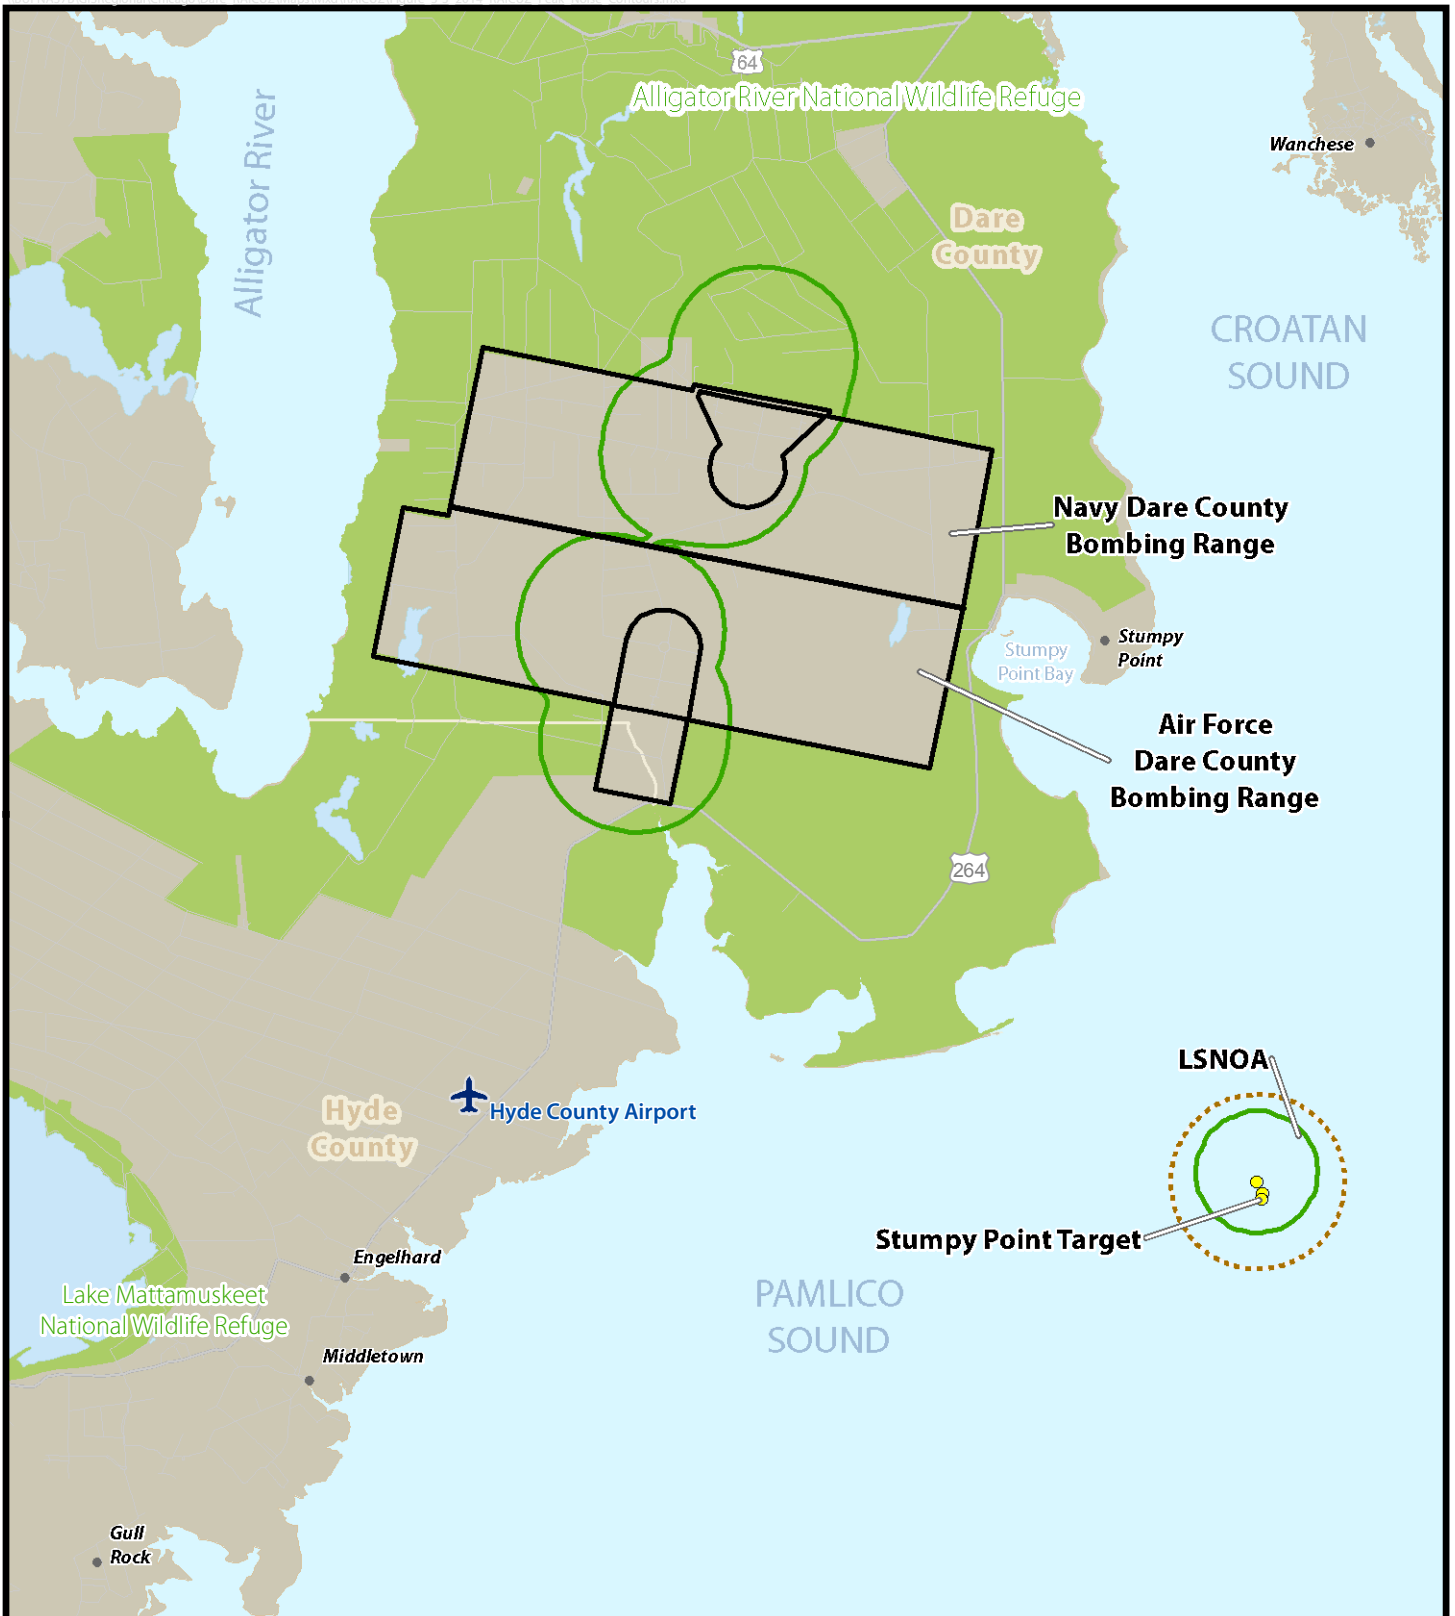 64
Alligator River National Wildlife Refuge
Alligator River
Wanchese
Dare
County
CROATAN
SOUND
Navy Dare County
Bombing Range
Stumpy
Point
Stumpy
Point Bay
Air Force
Dare County
Bombing Range
264
LSNOA
Hyde
County
Hyde County Airport
Stumpy Point Target
Engelhard
Lake Mattamuskeet
National Wildlife Refuge
PAMLICO
SOUND
Middletown
Gull
Rock